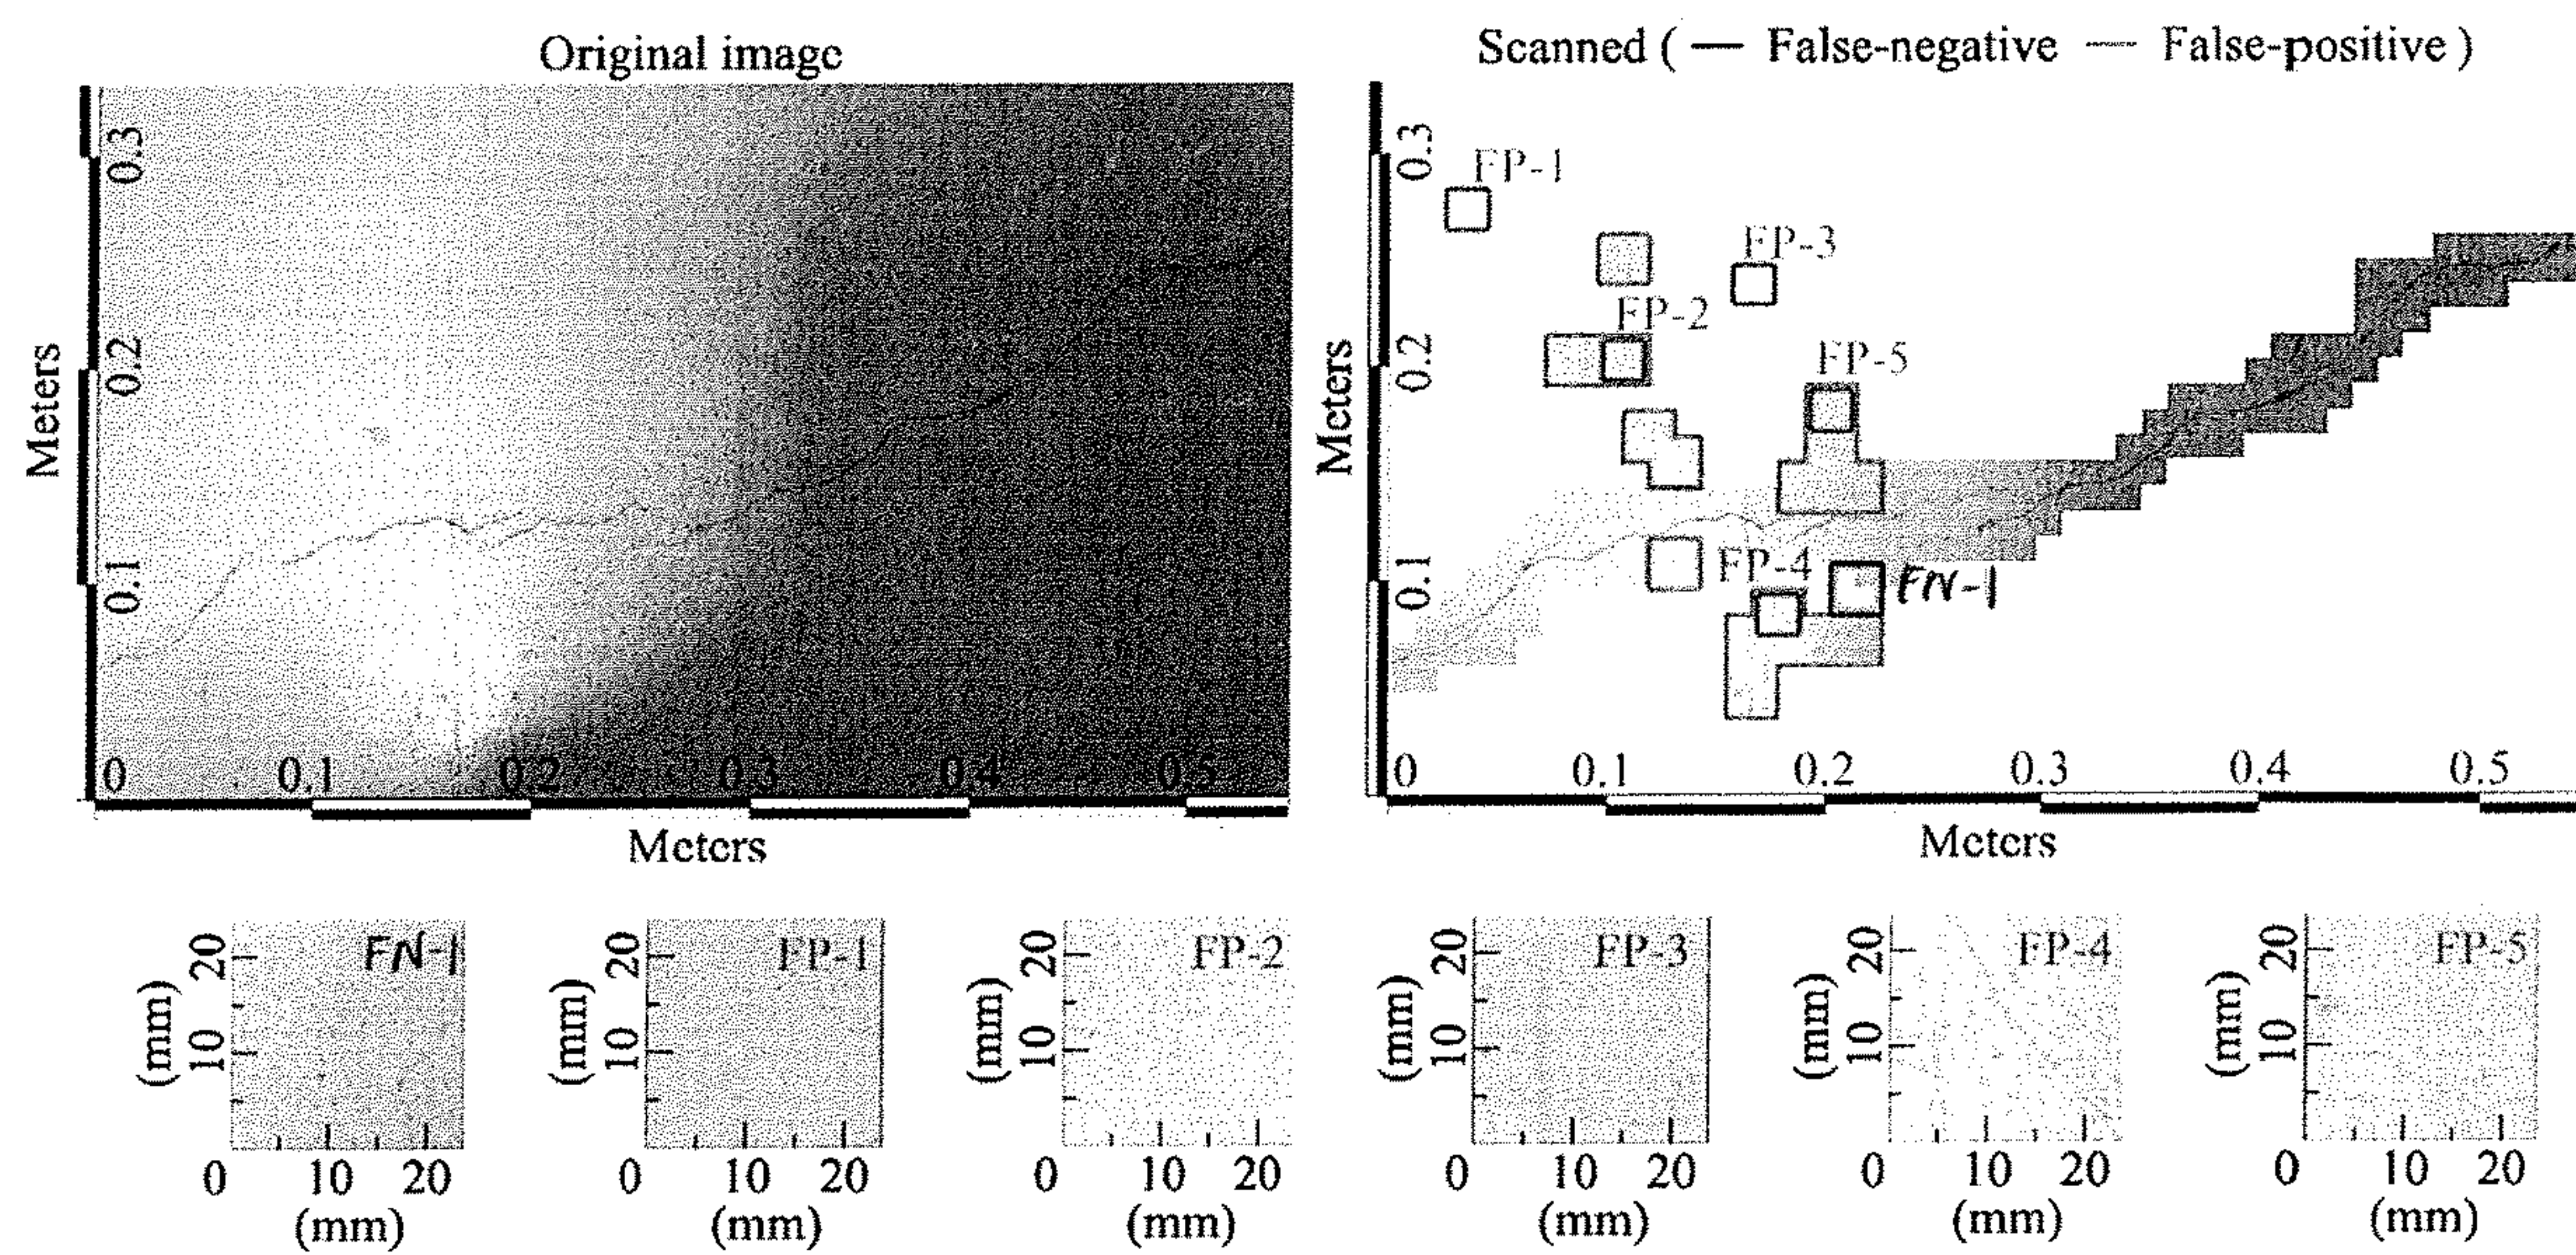 Original image
Meters
0.3
0.2
0.1
0 0.1 0.2 0.3 0.4 0.5
Meters
Scanned ( — False-negative — False-positive )
Meters
0.3
0.2
0.1
FP-1
FP-3
FP-2
FP-5
FP-4
FN-1
0 0.1 0.2 0.3 0.4 0.5
Meters
(mm)
20
10
FN-1
0 10 20
(mm)
(mm)
20
10
FP-1
0 10 20
(mm)
(mm)
20
10
FP-2
0 10 20
(mm)
(mm)
20
10
FP-3
0 10 20
(mm)
(mm)
20
10
FP-4
0 10 20
(mm)
(mm)
20
10
FP-5
0 10 20
(mm)